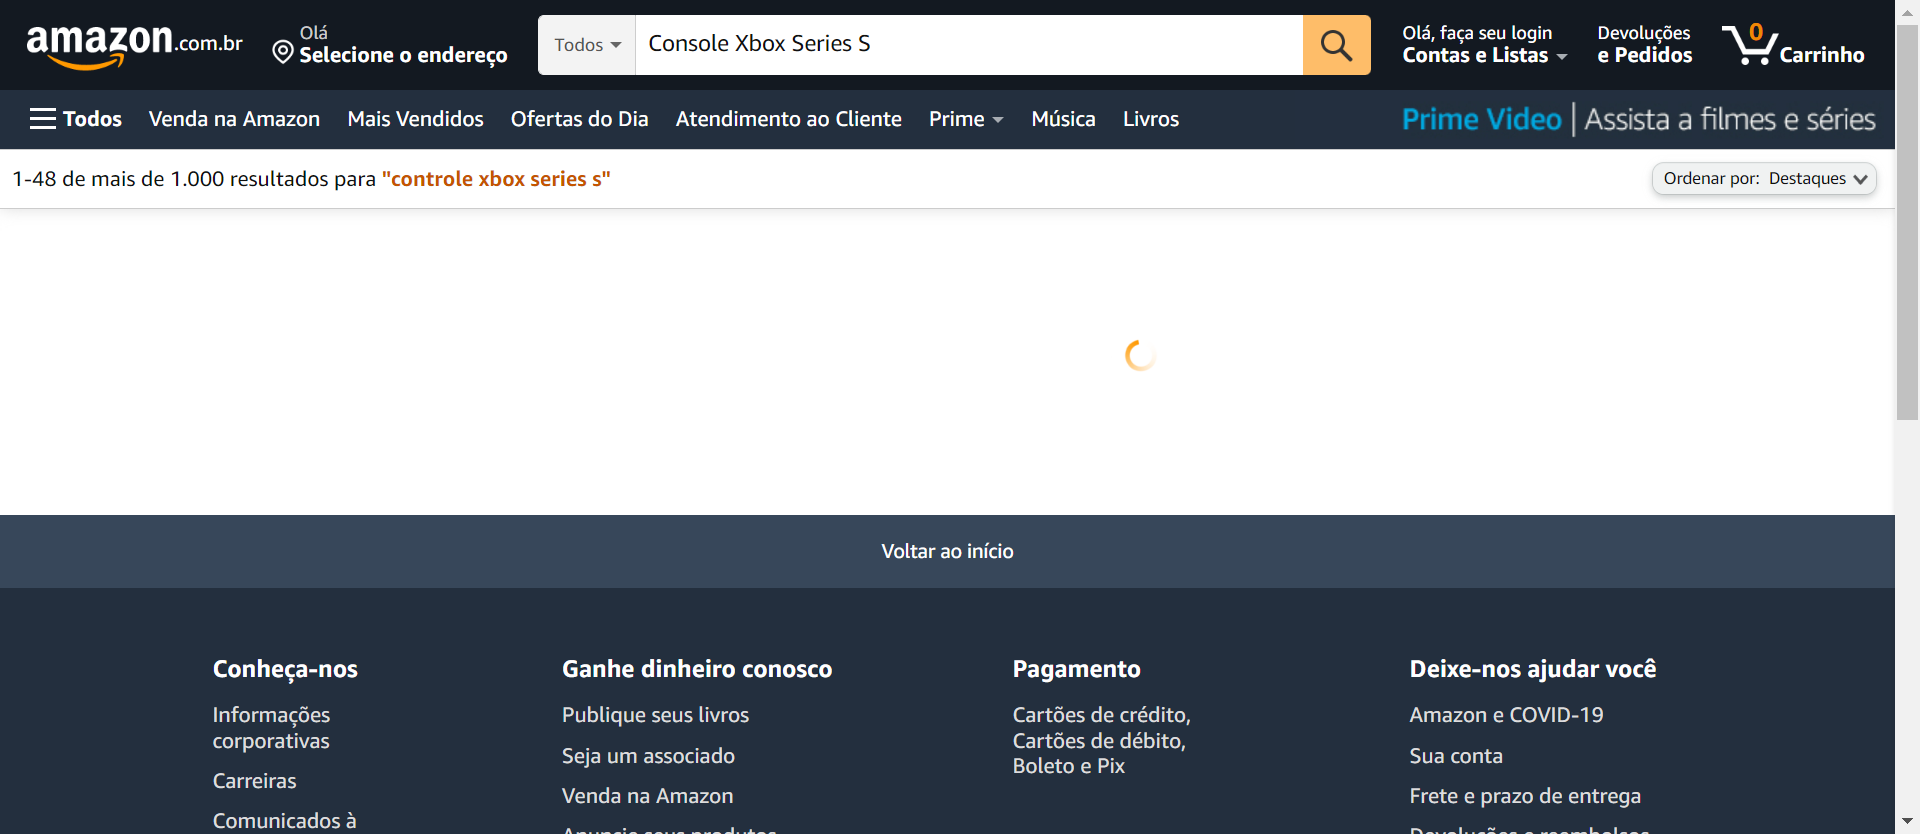 amazon.com.br
Olá
Selecione o endereço
Todos
Console Xbox Series S
Olá, faça seu login
Contas e Listas
Devoluções
e Pedidos
0
Carrinho
Todos
Venda na Amazon
Mais Vendidos
Ofertas do Dia
Atendimento ao Cliente
Prime
Música
Livros
Prime Video | Assista a filmes e séries
1-48 de mais de 1.000 resultados para "controle xbox series s"
Ordenar por: Destaques
Voltar ao início
Conheça-nos
Informações
corporativas
Carreiras
Comunicados à
Ganhe dinheiro conosco
Publique seus livros
Seja um associado
Venda na Amazon
Anuncie seus produtos
Pagamento
Cartões de crédito,
Cartões de débito,
Boleto e Pix
Deixe-nos ajudar você
Amazon e COVID-19
Sua conta
Frete e prazo de entrega
Devoluções e reembolsos